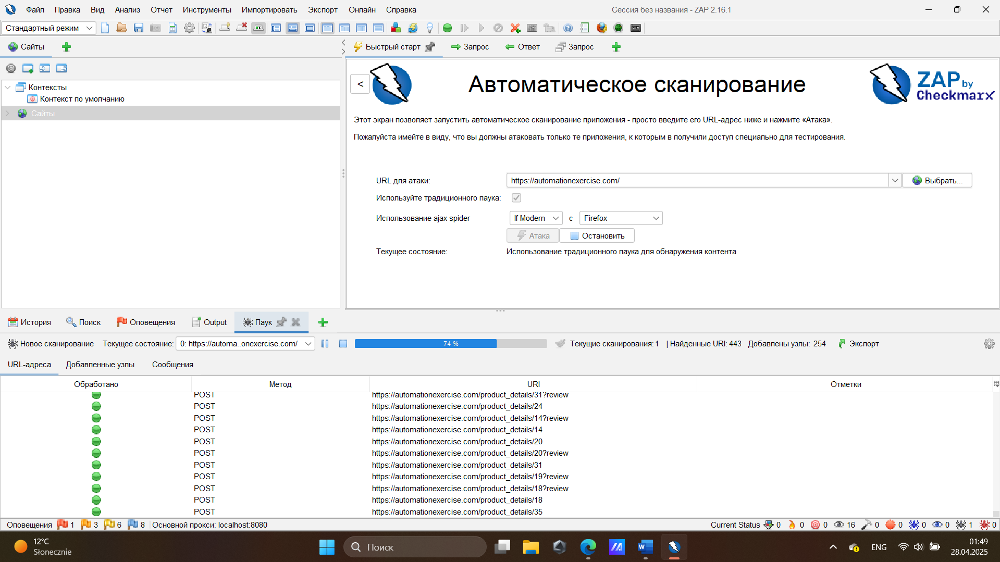 Файл Правка Вид Анализ Отчет Инструменты Импортировать Экспорт Онлайн Справка
Сессия без названия - ZAP 2.16.1
Стандартный режим
Сайты
Быстрый старт Запрос Ответ Запрос
Контексты
Контекст по умолчанию
Сайты
<
Автоматическое сканирование
ZAP by Checkmarx
Этот экран позволяет запустить автоматическое сканирование приложения - просто введите его URL-адрес ниже и нажмите «Атака».
Пожалуйста имейте в виду, что вы должны атаковать только те приложения, к которым в получили доступ специально для тестирования.
URL для атаки: https://automationexercise.com/ Выбрать...
Используйте традиционного паука:
Использование ajax spider If Modern с Firefox
Атака Остановить
Текущее состояние: Использование традиционного паука для обнаружения контента
История Поиск Оповещения Output Паук
Новое сканирование Текущее состояние: 0: https://automa..onexercise.com/ 74 % Текущие сканирования: 1 | Найденные URI: 443 Добавлены узлы: 254 Экспорт
URL-адреса Добавленные узлы Сообщения
Обработано Метод URI Отметки
POST https://automationexercise.com/product_details/31?review
POST https://automationexercise.com/product_details/24
POST https://automationexercise.com/product_details/14?review
POST https://automationexercise.com/product_details/14
POST https://automationexercise.com/product_details/20
POST https://automationexercise.com/product_details/20?review
POST https://automationexercise.com/product_details/31
POST https://automationexercise.com/product_details/19?review
POST https://automationexercise.com/product_details/18?review
POST https://automationexercise.com/product_details/18
POST https://automationexercise.com/product_details/35
Оповещения 1 3 6 8 Основной прокси: localhost:8080 Current Status 0 0 0 16 0 0 0 0 1 0
12°C
Słonecznie
Поиск
ENG
01:49
28.04.2025